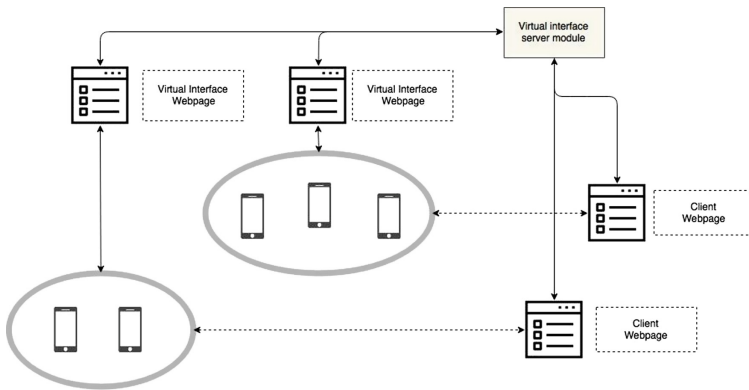 Virtual interface
server module
Virtual Interface
Webpage
Virtual Interface
Webpage
Client
Webpage
Client
Webpage